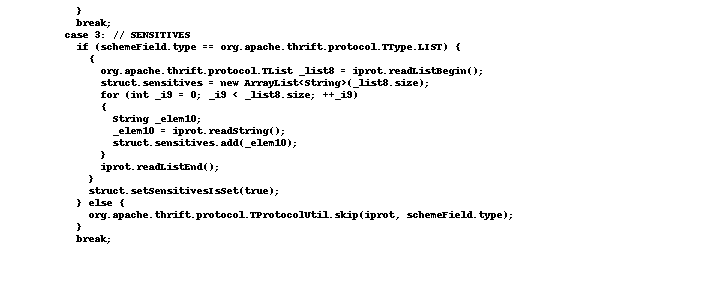 }
break;
case 3: // SENSITIVES
if (schemeField.type == org.apache.thrift.protocol.TType.LIST) {
{
org.apache.thrift.protocol.TList _list8 = iprot.readListBegin();
struct.sensitives = new ArrayList<String>(_list8.size);
for (int _i9 = 0; _i9 < _list8.size; ++_i9)
{
String _elem10;
_elem10 = iprot.readString();
struct.sensitives.add(_elem10);
}
iprot.readListEnd();
}
struct.setSensitivesIsSet(true);
} else {
org.apache.thrift.protocol.TProtocolUtil.skip(iprot, schemeField.type);
}
break;